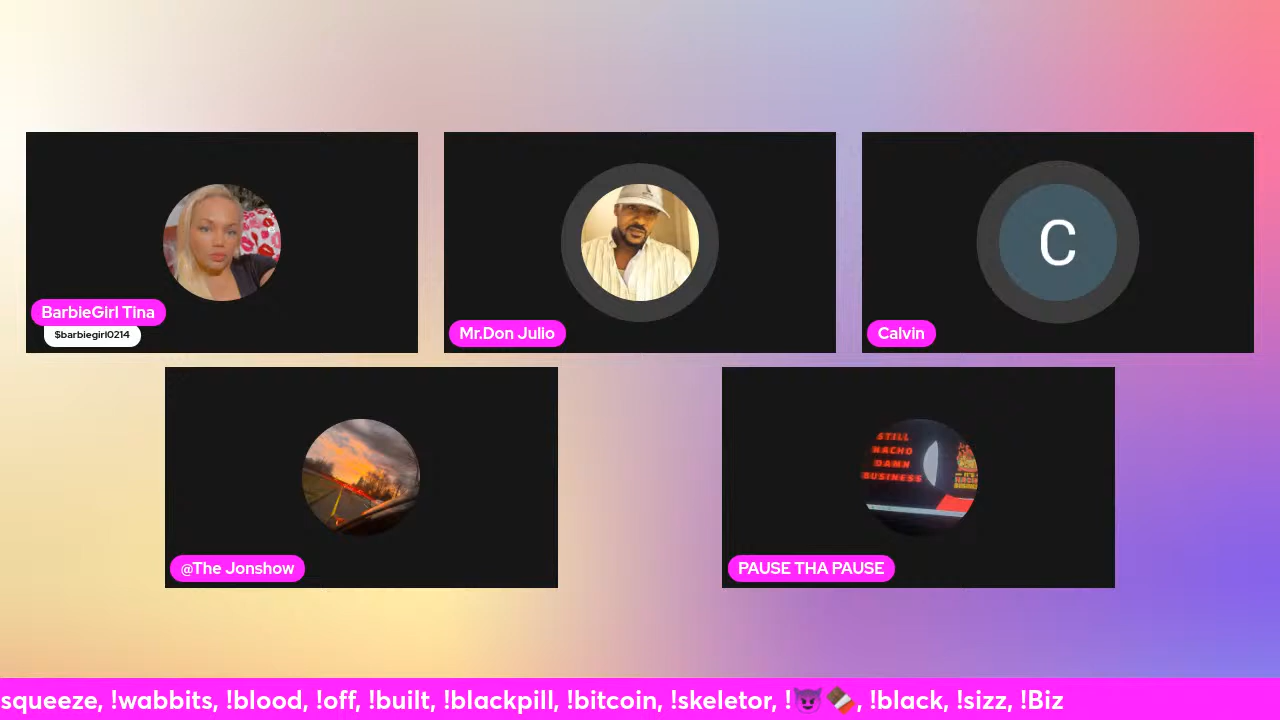 BarbieGirl Tina
$barbiegirl0214
Mr.Don Julio
C
Calvin
STILL
NACHO
DAMN
BUSINESS
@The Jonshow
PAUSE THA PAUSE
squeeze, !wabbits, !blood, !off, !built, !blackpill, !bitcoin, !skeletor, !😈🍫, !black, !sizz, !Biz